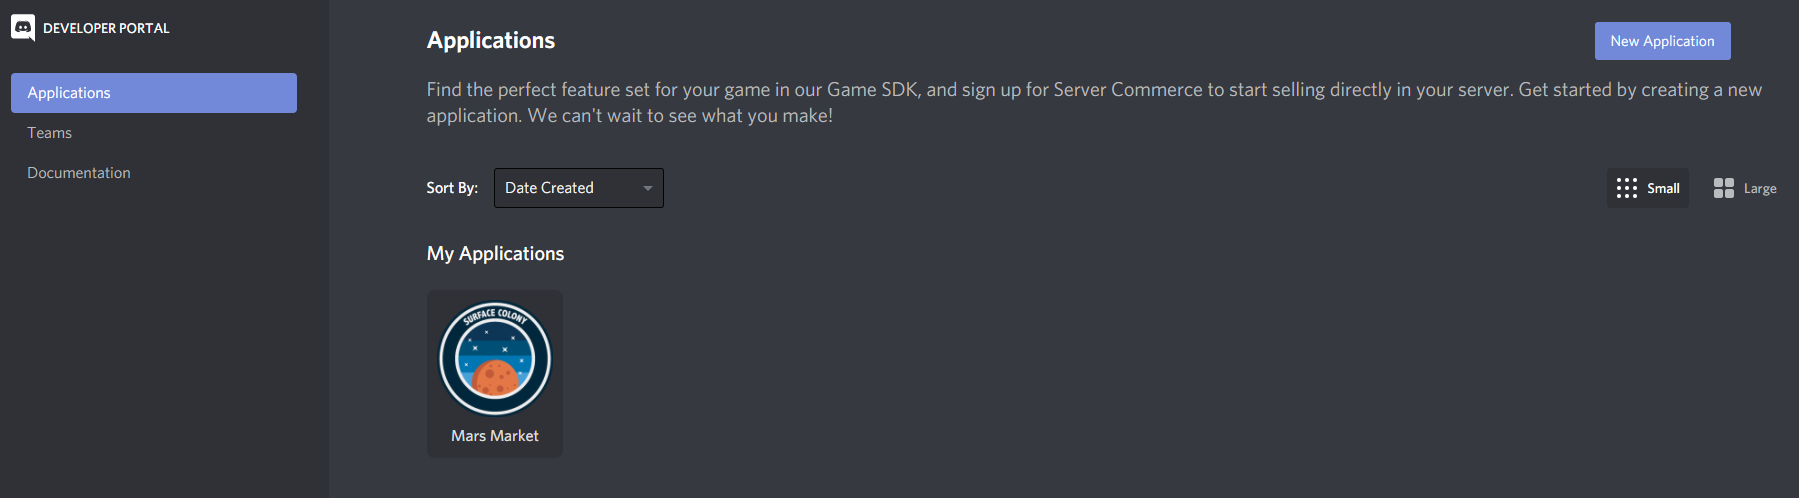 DEVELOPER PORTAL
Applications
Teams
Documentation
Applications
New Application
Find the perfect feature set for your game in our Game SDK, and sign up for Server Commerce to start selling directly in your server. Get started by creating a new
application. We can't wait to see what you make!
Sort By:
Date Created
Small
Large
My Applications
SURFACE COLONY
Mars Market